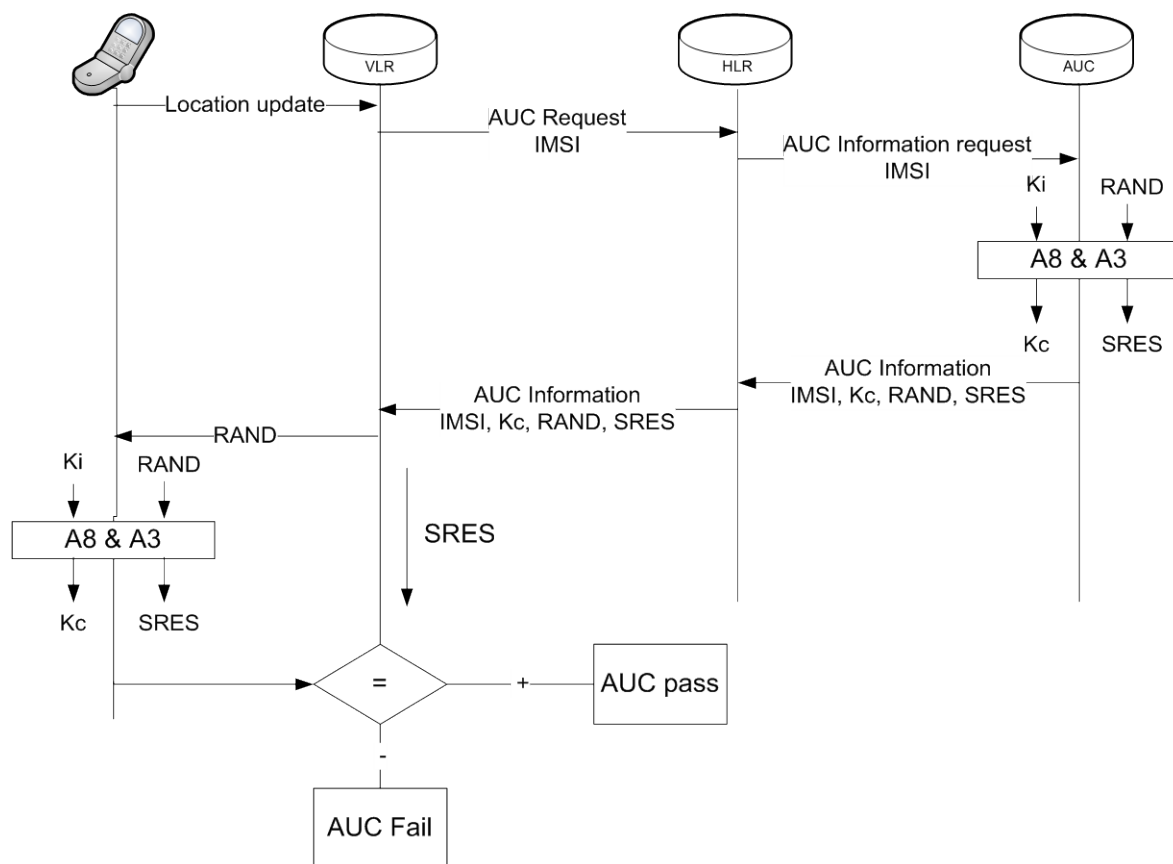 VLR
HLR
AUC
Location update
AUC Request
IMSI
AUC Information request
IMSI
Ki
RAND
A8 & A3
Kc
SRES
AUC Information
IMSI, Kc, RAND, SRES
AUC Information
IMSI, Kc, RAND, SRES
RAND
Ki
RAND
A8 & A3
SRES
Kc
SRES
=
+
AUC pass
-
AUC Fail